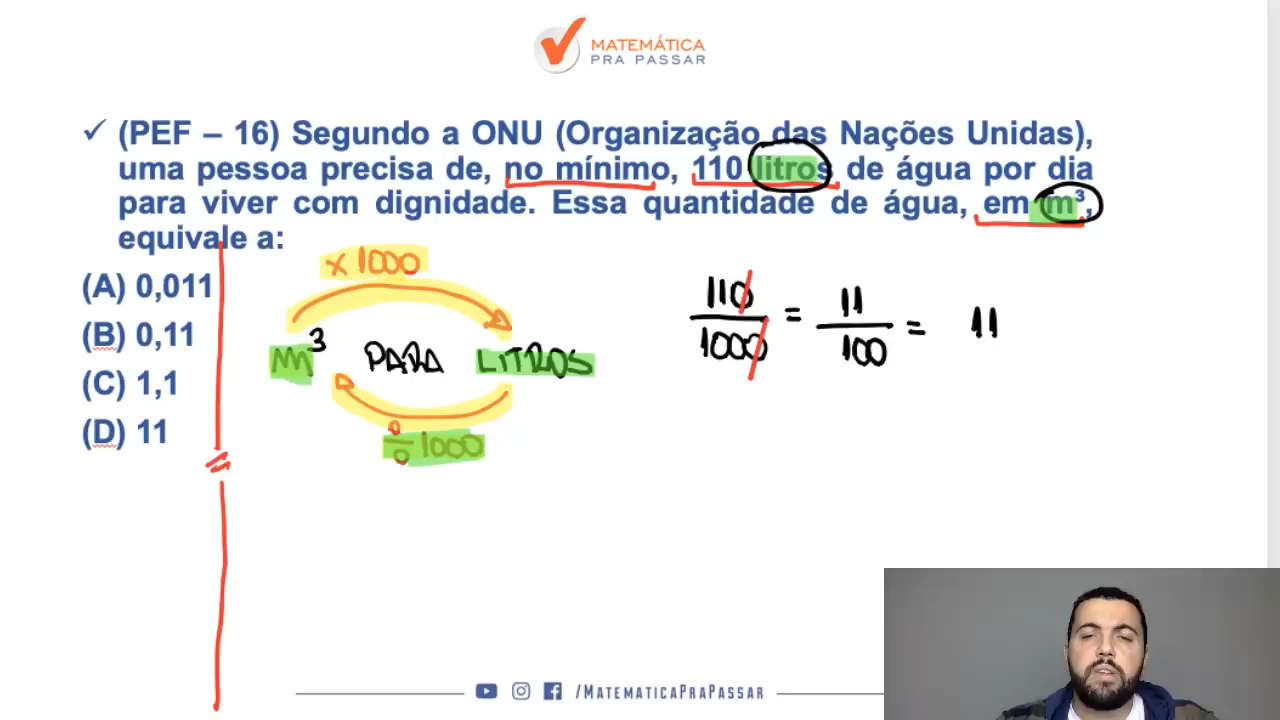 MATEMÁTICA
PRA PASSAR
✓ (PEF – 16) Segundo a ONU (Organização das Nações Unidas),
uma pessoa precisa de, no mínimo, 110 litros de água por dia
para viver com dignidade. Essa quantidade de água, em m³,
equivale a:
(A) 0,011
(B) 0,11
(C) 1,1
(D) 11
x 1000
m³ PARA LITROS
÷ 1000
110/1000 = 11/100 = 11
/MATEMATICAPRAPASSAR